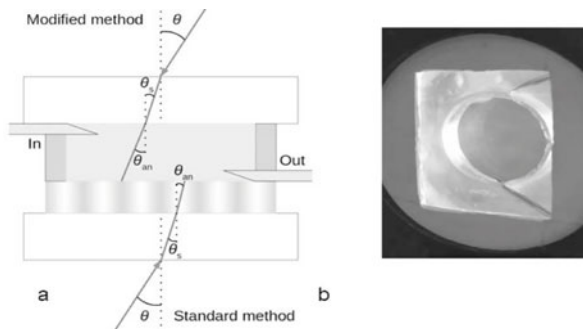 Modified method
θ
θs
In
θan
Out
θan
θs
a
θ
Standard method
b